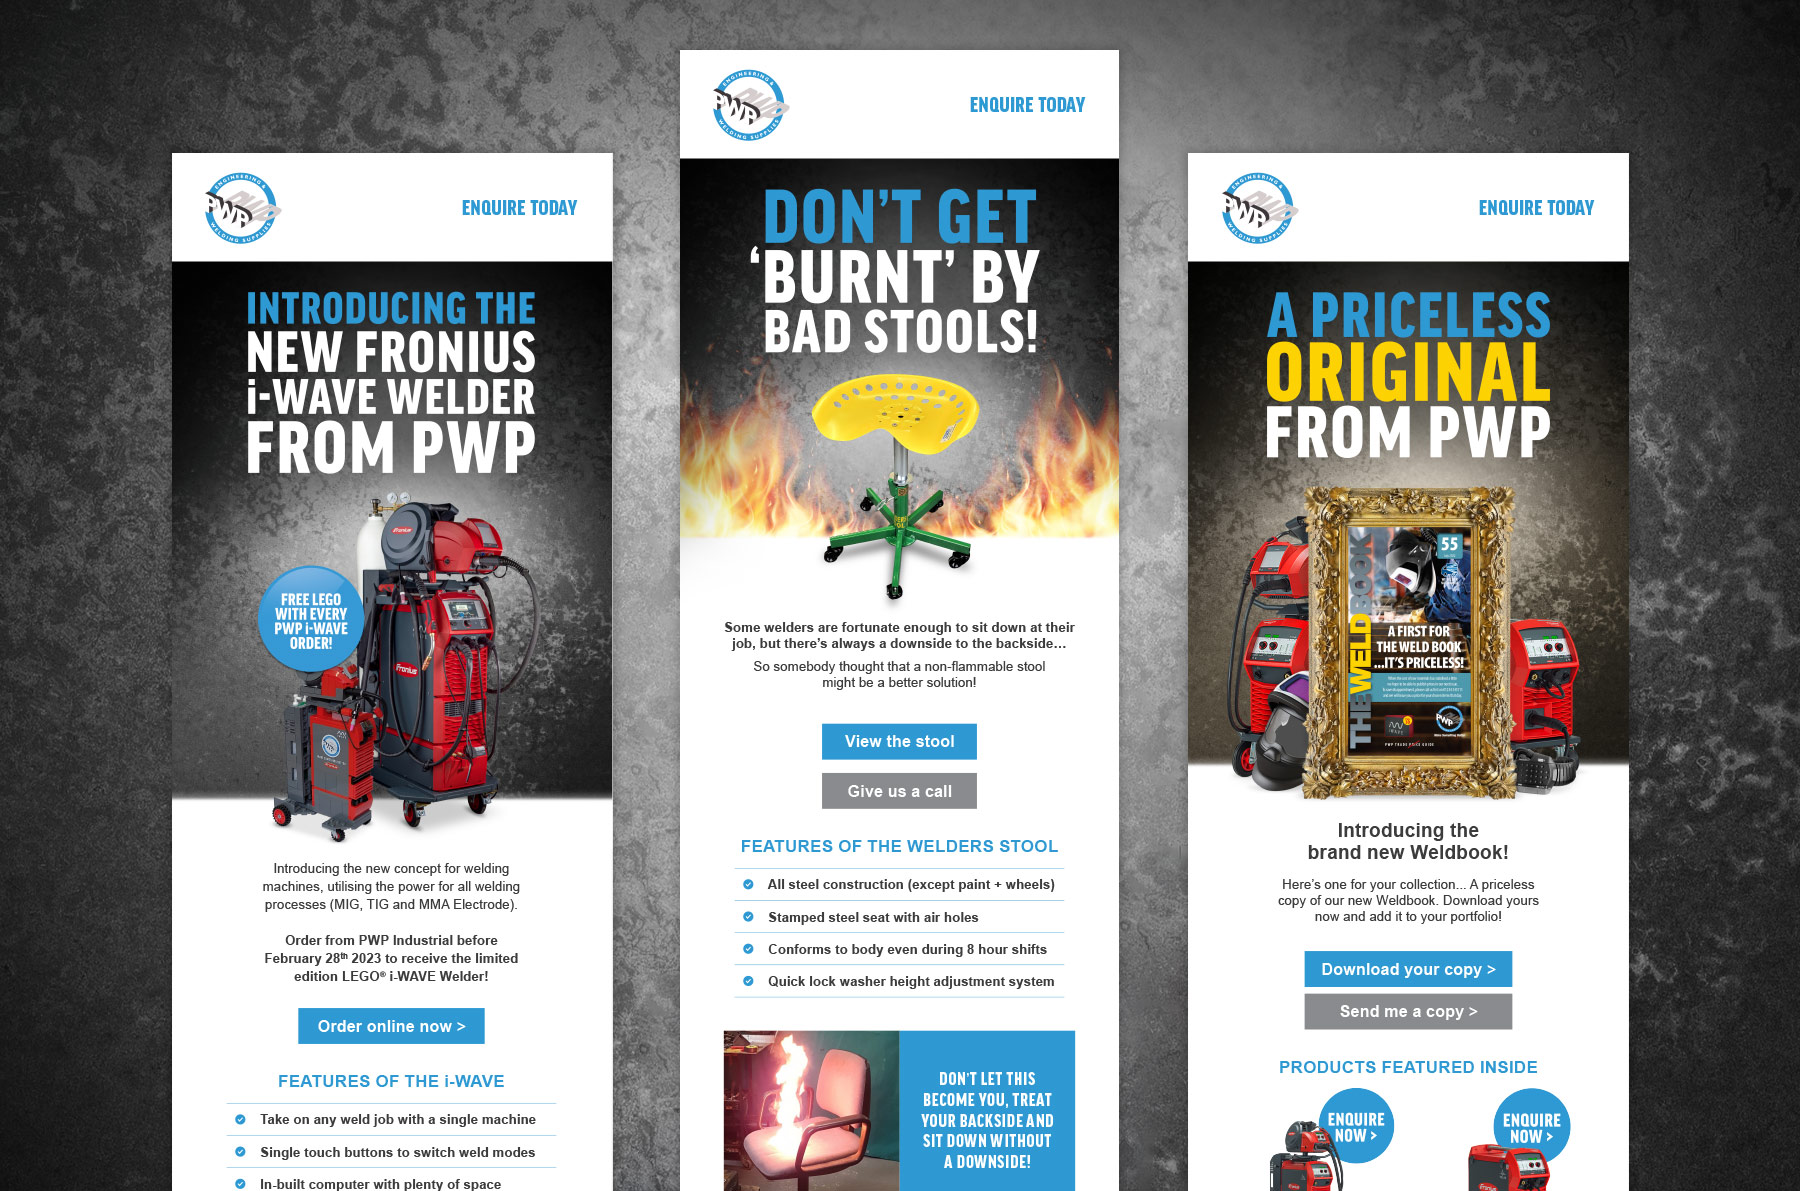 ENGINEERING &
PWP
WELDING SUPPLIES
ENQUIRE TODAY
INTRODUCING THE
NEW FRONIUS
i-WAVE WELDER
FROM PWP
Fronius
FREE LEGO
WITH EVERY
PWP i-WAVE
ORDER!
Fronius
Introducing the new concept for welding
machines, utilising the power for all welding
processes (MIG, TIG and MMA Electrode).
Order from PWP Industrial before
February 28th 2023 to receive the limited
edition LEGO® i-WAVE Welder!
Order online now >
FEATURES OF THE i-WAVE
Take on any weld job with a single machine
Single touch buttons to switch weld modes
In-built computer with plenty of space
ENGINEERING &
PWP
WELDING SUPPLIES
ENQUIRE TODAY
DON'T GET
‘BURNT’ BY
BAD STOOLS!
Some welders are fortunate enough to sit down at their
job, but there’s always a downside to the backside…
So somebody thought that a non-flammable stool
might be a better solution!
View the stool
Give us a call
FEATURES OF THE WELDERS STOOL
All steel construction (except paint + wheels)
Stamped steel seat with air holes
Conforms to body even during 8 hour shifts
Quick lock washer height adjustment system
DON’T LET THIS
BECOME YOU, TREAT
YOUR BACKSIDE AND
SIT DOWN WITHOUT
A DOWNSIDE!
ENGINEERING &
PWP
WELDING SUPPLIES
ENQUIRE TODAY
A PRICELESS
ORIGINAL
FROM PWP
THE WELD BOOK
55
A FIRST FOR
THE WELD BOOK
...IT’S PRICELESS!
PWP
PWP TRADE PRICE GUIDE
Introducing the
brand new Weldbook!
Here’s one for your collection... A priceless
copy of our new Weldbook. Download yours
now and add it to your portfolio!
Download your copy >
Send me a copy >
PRODUCTS FEATURED INSIDE
ENQUIRE
NOW >
ENQUIRE
NOW >